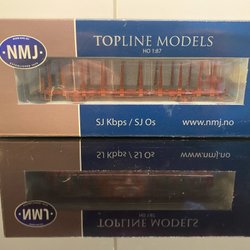 NMJ
TOPLINE MODELS
HO 1:87
SJ Kbps / SJ Os
www.nmj.no